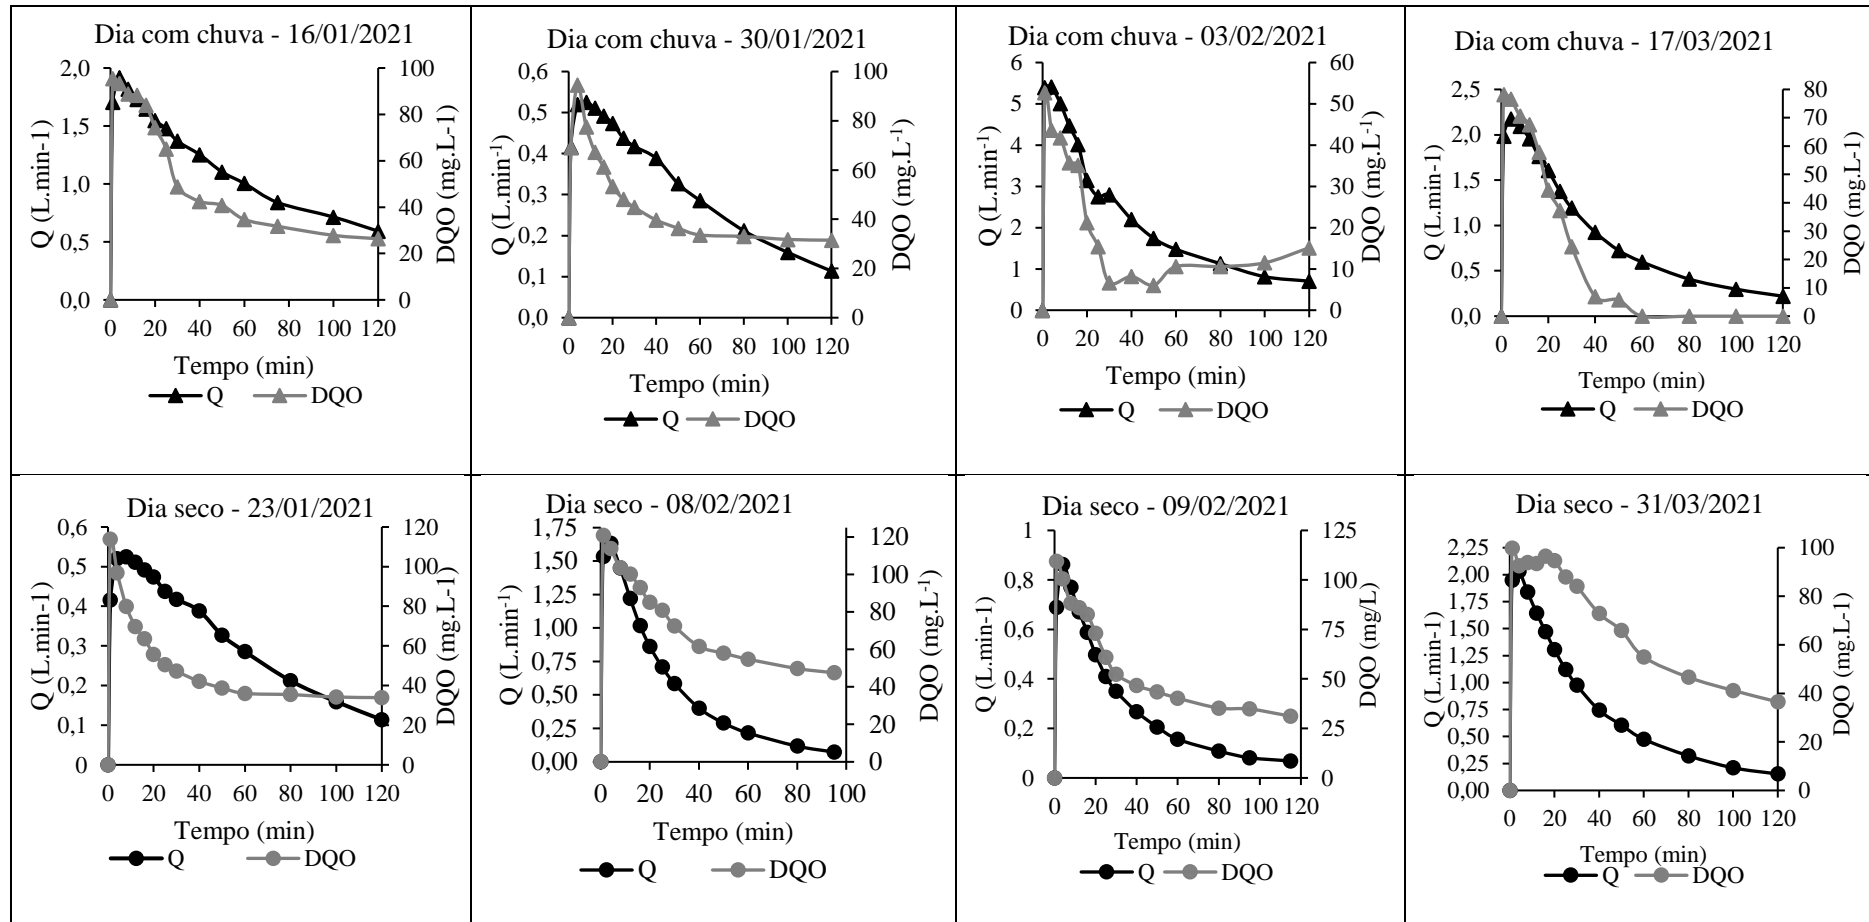 Dia com chuva - 16/01/2021
2,0
1,5
1,0
0,5
0,0
Q (L.min-1)
100
80
60
40
20
0
DQO (mg.L-1)
0 20 40 60 80 100 120
Tempo (min)
Q DQO
Dia com chuva - 30/01/2021
0,6
0,5
0,4
0,3
0,2
0,1
0,0
Q (L.min⁻¹)
100
80
60
40
20
0
DQO (mg.L⁻¹)
0 20 40 60 80 100 120
Tempo (min)
Q DQO
Dia com chuva - 03/02/2021
6
5
4
3
2
1
0
Q (L.min⁻¹)
60
50
40
30
20
10
0
DQO (mg.L⁻¹)
0 20 40 60 80 100 120
Tempo (min)
Q DQO
Dia com chuva - 17/03/2021
2,5
2,0
1,5
1,0
0,5
0,0
Q (L.min-1)
80
70
60
50
40
30
20
10
0
DQO (mg.L-1)
0 20 40 60 80 100 120
Tempo (min)
Q DQO
Dia seco - 23/01/2021
0,6
0,5
0,4
0,3
0,2
0,1
0
Q (L.min-1)
120
100
80
60
40
20
0
DQO (mg.L-1)
0 20 40 60 80 100 120
Tempo (min)
Q DQO
Dia seco - 08/02/2021
1,75
1,50
1,25
1,00
0,75
0,50
0,25
0,00
Q (L.min⁻¹)
120
100
80
60
40
20
0
DQO (mg.L⁻¹)
0 20 40 60 80 100
Tempo (min)
Q DQO
Dia seco - 09/02/2021
1
0,8
0,6
0,4
0,2
0
Q (L.min-1)
125
100
75
50
25
0
DQO (mg/L)
0 20 40 60 80 100 120
Tempo (min)
Q DQO
Dia seco - 31/03/2021
2,25
2,00
1,75
1,50
1,25
1,00
0,75
0,50
0,25
0,00
Q (L.min-1)
100
80
60
40
20
0
DQO (mg.L-1)
0 20 40 60 80 100 120
Tempo (min)
Q DQO